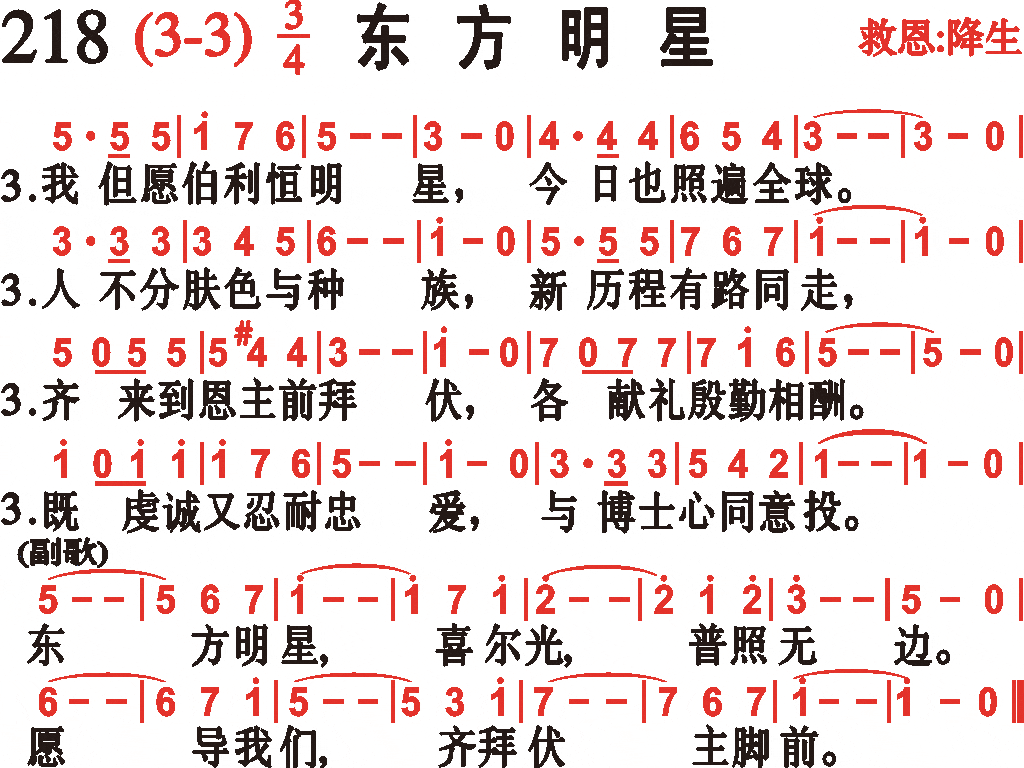 218 (3-3) 3/4 东方明星 救恩:降生
5·5 5|i 7 6|5--|3-0|4·4 4|6 5 4|3--|3-0|
3.我 但愿伯利恒明 星， 今 日也照遍全球。
3·3 3|3 4 5|6--|i-0|5·5 5|7 6 7|i--|i-0|
3.人 不分肤色与种 族， 新 历程有路同走，
5 0 5 5|5 #4 4|3--|i-0|7 0 7 7|7 i 6|5--|5-0|
3.齐 来到恩主前拜 伏， 各 献礼殷勤相酬。
i 0 i i|i 7 6|5--|i-0|3·3 3|5 4 2|1--|1-0|
3.既 虔诚又忍耐忠 爱， 与 博士心同意投。
(副歌)
5--|5 6 7|i--|i 7 i|2̇--|2̇ i 2̇|3̇--|5-0|
东 方明星, 喜尔光, 普照无 边。
6--|6 7 i|5--|5 3 i|7--|7 6 7|i--|i-0‖
愿 导我们, 齐拜伏 主脚前。